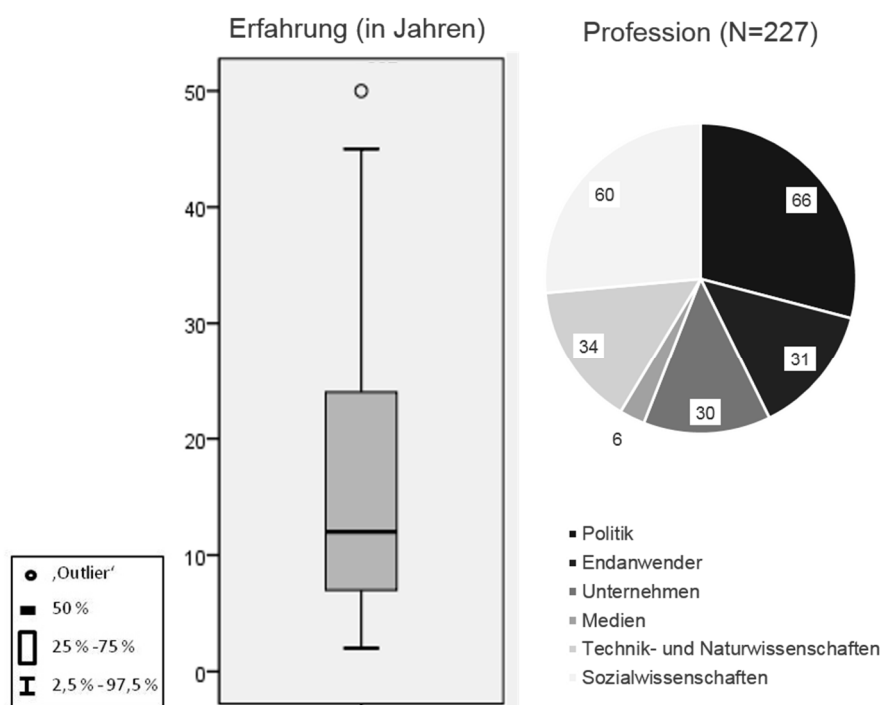 Erfahrung (in Jahren)
50
40
30
20
10
0
‚Outlier‘
50 %
25 % -75 %
2,5 % - 97,5 %
Profession (N=227)
60
66
34
31
30
6
Politik
Endanwender
Unternehmen
Medien
Technik- und Naturwissenschaften
Sozialwissenschaften